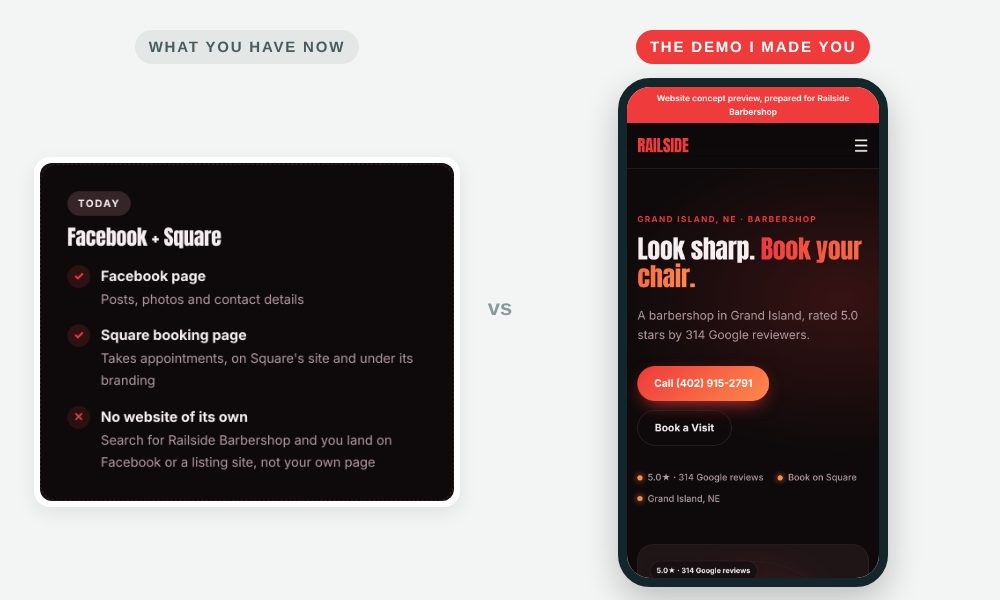 WHAT YOU HAVE NOW
TODAY
Facebook + Square
Facebook page
Posts, photos and contact details
Square booking page
Takes appointments, on Square's site and under its
branding
No website of its own
Search for Railside Barbershop and you land on
Facebook or a listing site, not your own page
vs
THE DEMO I MADE YOU
Website concept preview, prepared for Railside
Barbershop
RAILSIDE
GRAND ISLAND, NE · BARBERSHOP
Look sharp. Book your
chair.
A barbershop in Grand Island, rated 5.0
stars by 314 Google reviewers.
Call (402) 915-2791
Book a Visit
5.0★ · 314 Google reviews
Book on Square
Grand Island, NE
5.0★ · 314 Google reviews